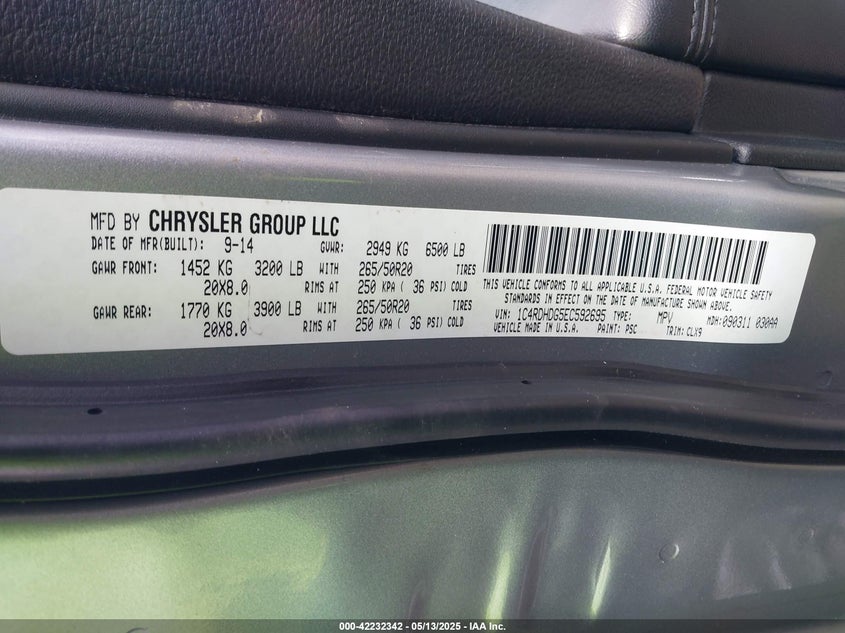 MFD BY CHRYSLER GROUP LLC
DATE OF MFR(BUILT): 9-14 GVWR: 2949 KG 6500 LB
GAWR FRONT: 1452 KG 3200 LB WITH 265/50R20 TIRES
20X8.0 RIMS AT 250 KPA ( 36 PSI) COLD
GAWR REAR: 1770 KG 3900 LB WITH 265/50R20 TIRES
20X8.0 RIMS AT 250 KPA ( 36 PSI) COLD
THIS VEHICLE CONFORMS TO ALL APPLICABLE U.S.A. FEDERAL MOTOR VEHICLE SAFETY
STANDARDS IN EFFECT ON THE DATE OF MANUFACTURE SHOWN ABOVE.
VIN: 1C4RDHDG5EC592695 TYPE: MPV MDH:090311 030AA
VEHICLE MADE IN U.S.A. PAINT: PSC TRIM: CLX9
000-42232342 / 05/13/2025 - IAA Inc.